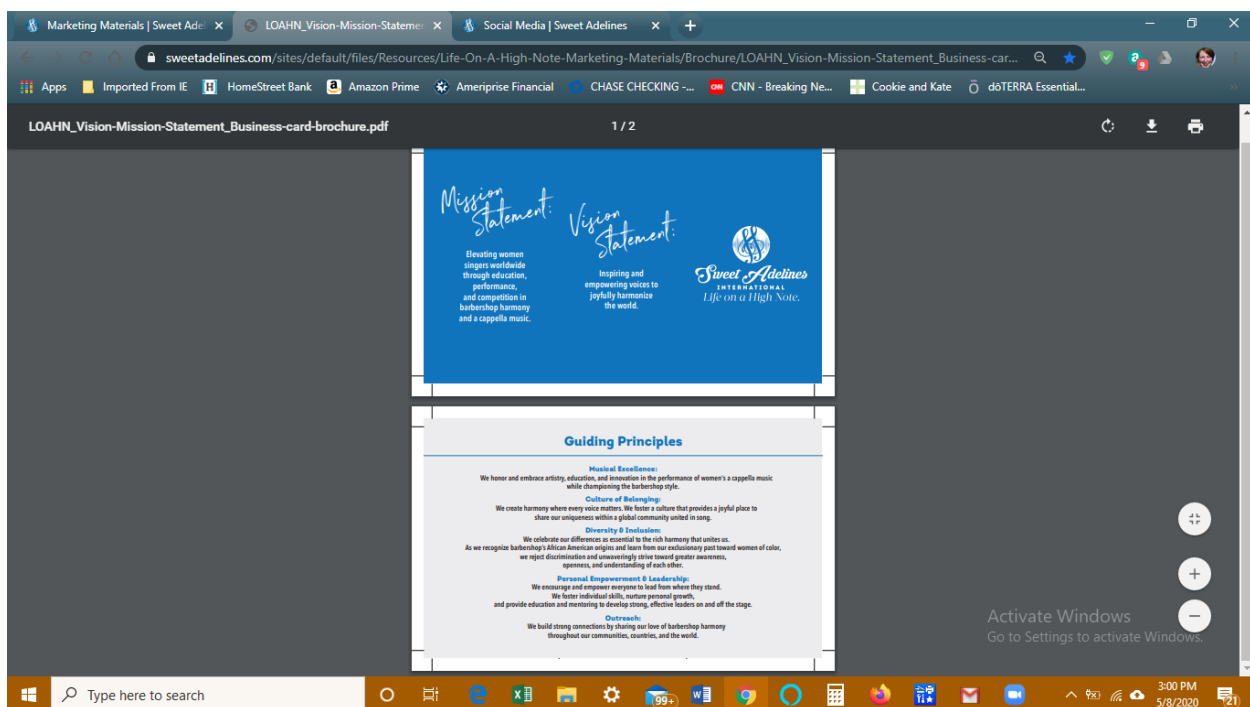 Marketing Materials | Sweet Adel
LOAHN_Vision-Mission-Statemen
Social Media | Sweet Adelines
sweetadelines.com/sites/default/files/Resources/Life-On-A-High-Note-Marketing-Materials/Brochure/LOAHN_Vision-Mission-Statement_Business-car...
Apps
Imported From IE
HomeStreet Bank
Amazon Prime
Ameriprise Financial
CHASE CHECKING -...
CNN - Breaking Ne...
Cookie and Kate
dōTERRA Essential...
LOAHN_Vision-Mission-Statement_Business-card-brochure.pdf
1 / 2
Mission
Statement:
Elevating women
singers worldwide
through education,
performance,
and competition in
barbershop harmony
and a cappella music.
Vision
Statement:
Inspiring and
empowering voices to
joyfully harmonize
the world.
Sweet Adelines
INTERNATIONAL
Life on a High Note.
Guiding Principles
Musical Excellence:
We honor and embrace artistry, education, and innovation in the performance of women's a cappella music
while championing the barbershop style.
Culture of Belonging:
We create harmony where every voice matters. We foster a culture that provides a joyful place to
share our uniqueness within a global community united in song.
Diversity & Inclusion:
We celebrate our differences as essential to the rich harmony that unites us.
As we recognize barbershop's African American origins and learn from our exclusionary past toward women of color,
we reject discrimination and unwaveringly strive toward greater awareness,
openness, and understanding of each other.
Personal Empowerment & Leadership:
We encourage and empower everyone to lead from where they stand.
We foster individual skills, nurture personal growth,
and provide education and mentoring to develop strong, effective leaders on and off the stage.
Outreach:
We build strong connections by sharing our love of barbershop harmony
throughout our communities, countries, and the world.
Activate Windows
Go to Settings to activate Windows.
Type here to search
99+
3:00 PM
5/8/2020
21